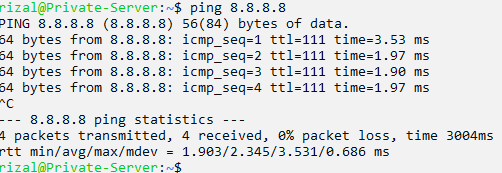 rizal@Private-Server:~$ ping 8.8.8.8
PING 8.8.8.8 (8.8.8.8) 56(84) bytes of data.
64 bytes from 8.8.8.8: icmp_seq=1 ttl=111 time=3.53 ms
64 bytes from 8.8.8.8: icmp_seq=2 ttl=111 time=1.97 ms
64 bytes from 8.8.8.8: icmp_seq=3 ttl=111 time=1.90 ms
64 bytes from 8.8.8.8: icmp_seq=4 ttl=111 time=1.97 ms
^C
--- 8.8.8.8 ping statistics ---
4 packets transmitted, 4 received, 0% packet loss, time 3004ms
rtt min/avg/max/mdev = 1.903/2.345/3.531/0.686 ms
rizal@Private-Server:~$